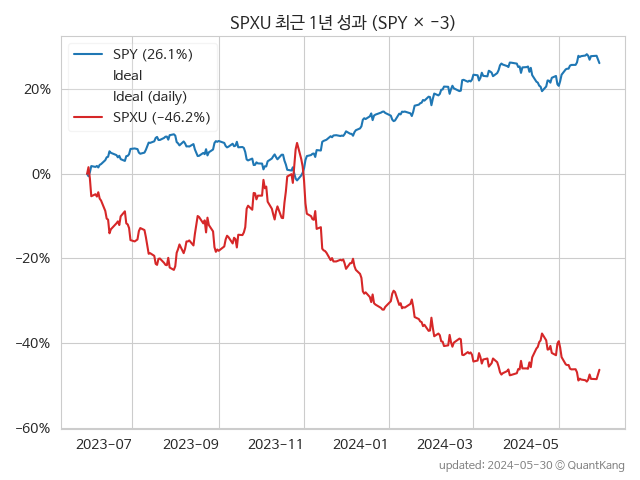 SPXU 최근 1년 성과 (SPY × −3)
SPY (26.1%)
Ideal
Ideal (daily)
SPXU (−46.2%)
20%
0%
−20%
−40%
−60%
2023−07
2023−09
2023−11
2024−01
2024−03
2024−05
updated: 2024-05-30 © QuantKang